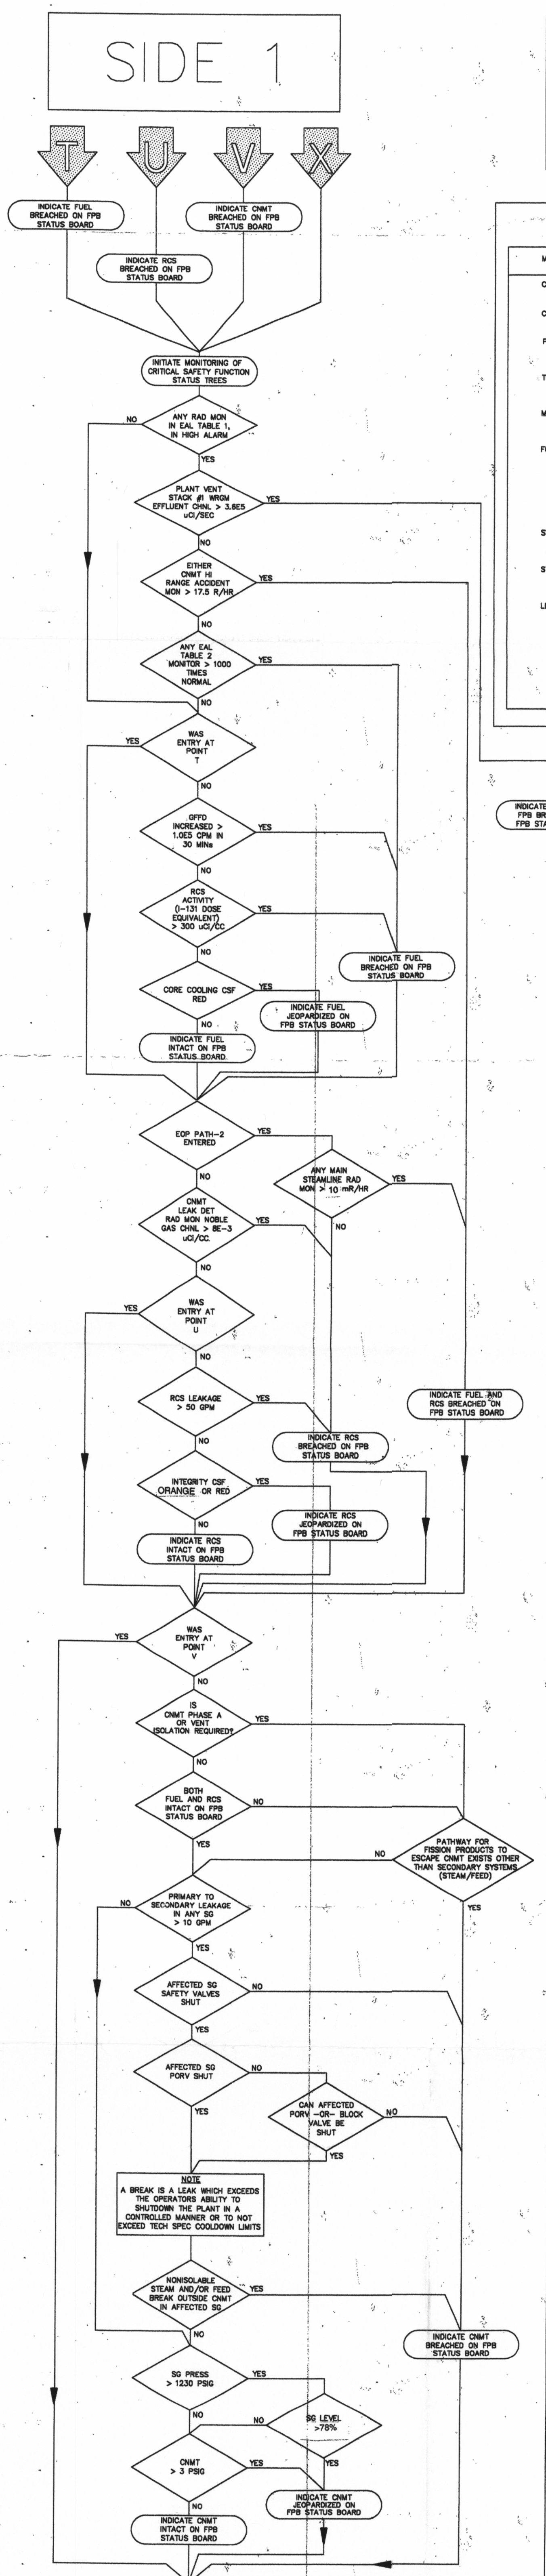 SIDE 1
T
U
V
X
INDICATE FUEL
BREACHED ON FPB
STATUS BOARD
INDICATE CNMT
BREACHED ON FPB
STATUS BOARD
INDICATE RCS
BREACHED ON FPB
STATUS BOARD
INITIATE MONITORING OF
CRITICAL SAFETY FUNCTION
STATUS TREES
NO
ANY RAD MON
IN EAL TABLE 1,
IN HIGH ALARM
YES
PLANT VENT
STACK #1 WRGM
EFFLUENT CHNL > 3.6E5
uCI/SEC
YES
NO
EITHER
CNMT HI
RANGE ACCIDENT
MON > 17.5 R/HR
YES
NO
ANY EAL
TABLE 2
MONITOR > 1000
TIMES
NORMAL
YES
NO
YES
WAS
ENTRY AT
POINT
T
NO
GFFD
INCREASED >
1.0E5 CPM IN
30 MINs
YES
NO
RCS
ACTIVITY
(I-131 DOSE
EQUIVALENT)
> 300 uCI/CC
YES
NO
INDICATE FUEL
BREACHED ON FPB
STATUS BOARD
CORE COOLING CSF
RED
YES
NO
INDICATE FUEL
JEOPARDIZED ON
FPB STATUS BOARD
INDICATE FUEL
INTACT ON FPB
STATUS BOARD
EOP PATH-2
ENTERED
YES
NO
ANY MAIN
STEAMLINE RAD
MON > 10 mR/HR
YES
NO
CNMT
LEAK DET
RAD MON NOBLE
GAS CHNL > 8E-3
uCI/CC
YES
NO
YES
WAS
ENTRY AT
POINT
U
NO
RCS LEAKAGE
> 50 GPM
YES
NO
INDICATE FUEL AND
RCS BREACHED ON
FPB STATUS BOARD
INDICATE RCS
BREACHED ON FPB
STATUS BOARD
INTEGRITY CSF
ORANGE OR RED
YES
NO
INDICATE RCS
JEOPARDIZED ON
FPB STATUS BOARD
INDICATE RCS
INTACT ON FPB
STATUS BOARD
YES
WAS
ENTRY AT
POINT
V
NO
IS
CNMT PHASE A
OR VENT
ISOLATION REQUIRED?
YES
NO
BOTH
FUEL AND RCS
INTACT ON FPB
STATUS BOARD
NO
YES
PATHWAY FOR
FISSION PRODUCTS TO
ESCAPE CNMT EXISTS OTHER
THAN SECONDARY SYSTEMS
(STEAM/FEED)
NO
YES
NO
PRIMARY TO
SECONDARY LEAKAGE
IN ANY SG
> 10 GPM
YES
AFFECTED SG
SAFETY VALVES
SHUT
NO
YES
AFFECTED SG
PORV SHUT
NO
YES
CAN AFFECTED
PORV -OR- BLOCK
VALVE BE
SHUT
NO
YES
NOTE
A BREAK IS A LEAK WHICH EXCEEDS
THE OPERATORS ABILITY TO
SHUTDOWN THE PLANT IN A
CONTROLLED MANNER OR TO NOT
EXCEED TECH SPEC COOLDOWN LIMITS
NONISOLABLE
STEAM AND/OR FEED
BREAK OUTSIDE CNMT
IN AFFECTED SG
YES
NO
INDICATE CNMT
BREACHED ON FPB
STATUS BOARD
SG PRESS
> 1230 PSIG
YES
NO
SG LEVEL
>78%
NO
YES
CNMT
> 3 PSIG
YES
NO
INDICATE CNMT
JEOPARDIZED ON
FPB STATUS BOARD
INDICATE CNMT
INTACT ON FPB
STATUS BOARD
INDICATE
FPB BR
FPB STA